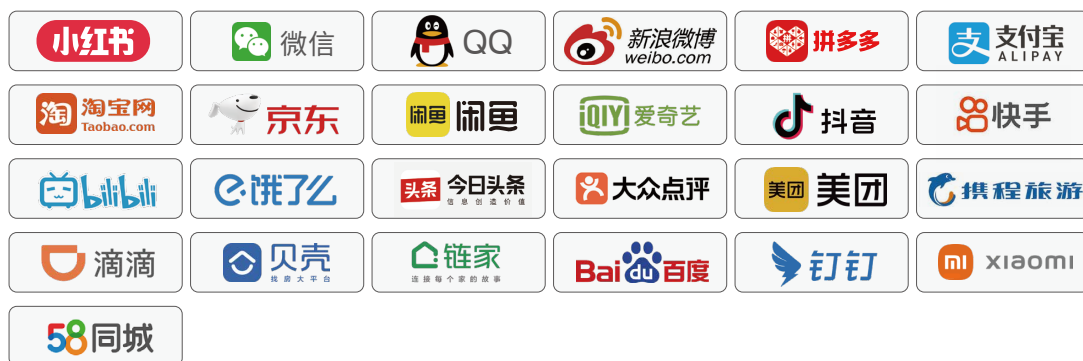 小红书
微信
QQ
新浪微博
weibo.com
拼多多
支付宝
ALIPAY
淘
淘宝网
Taobao.com
京东
闲鱼
闲鱼
iQIYI
爱奇艺
抖音
快手
bilibili
饿了么
头条
今日头条
信息创造价值
大众点评
美团
美团
携程旅游
滴滴
贝壳
找房大平台
链家
连接每个家的故事
Bai du 百度
钉钉
mi
xiaomi
58同城